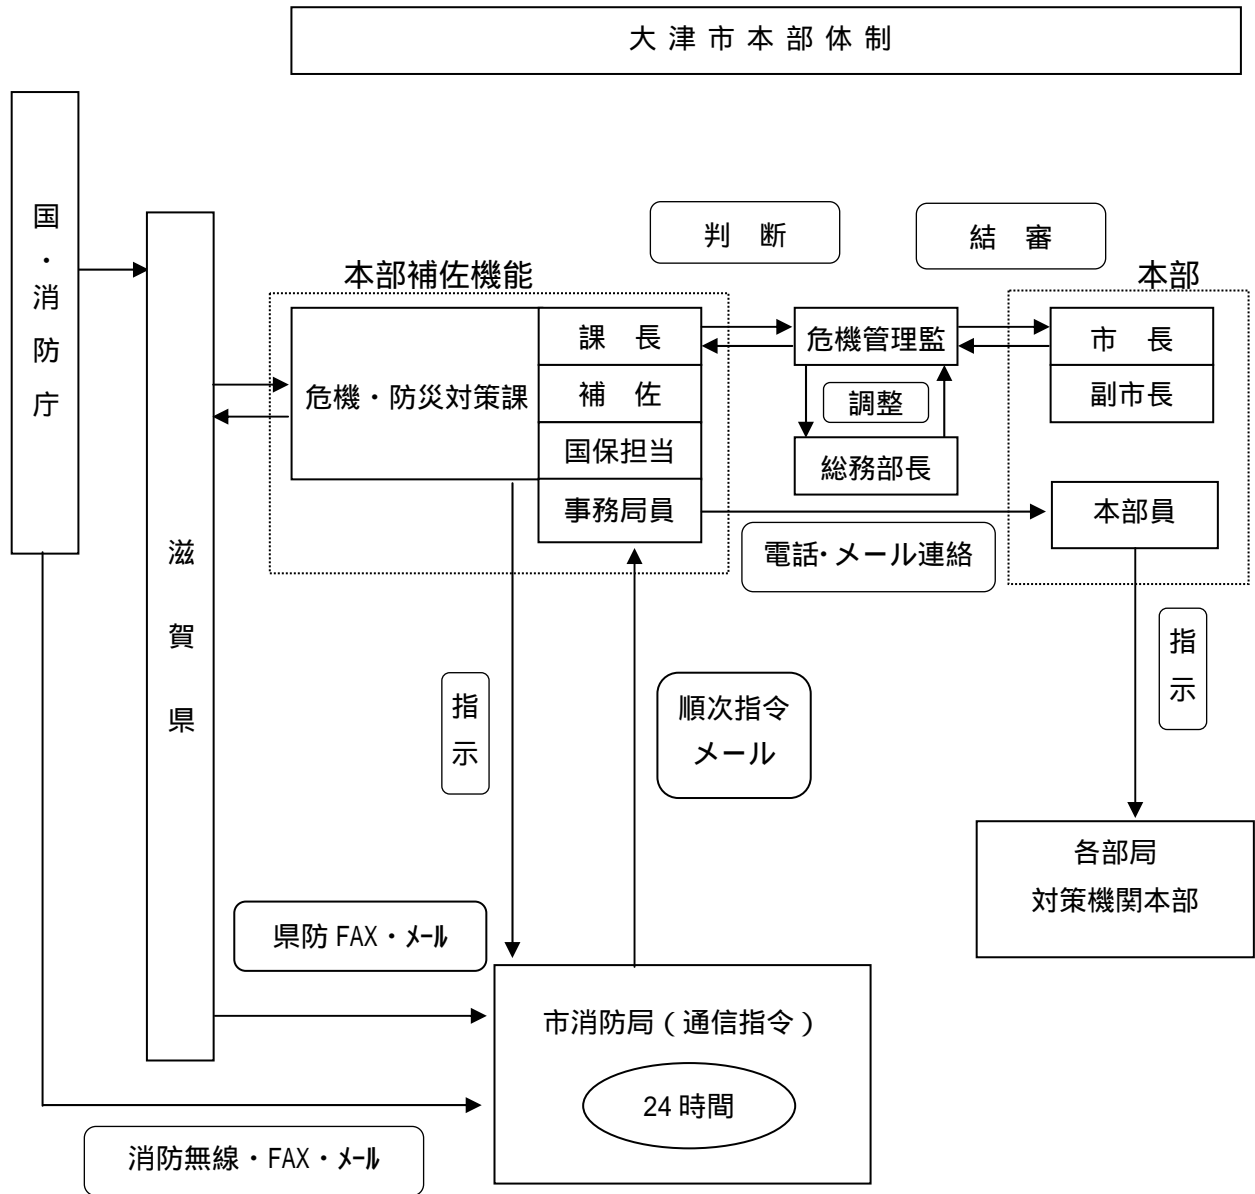 大津市本部体制
国・消防庁
滋賀県
判　断
結　審
本部補佐機能
本部
危機・防災対策課
課　長
補　佐
国保担当
事務局員
危機管理監
調整
総務部長
市　長
副市長
本部員
電話・メール連絡
指示
順次指令
メール
指示
各部局
対策機関本部
県防 FAX・ﾒｰﾙ
市消防局（通信指令）
24 時間
消防無線・FAX・ﾒｰﾙ